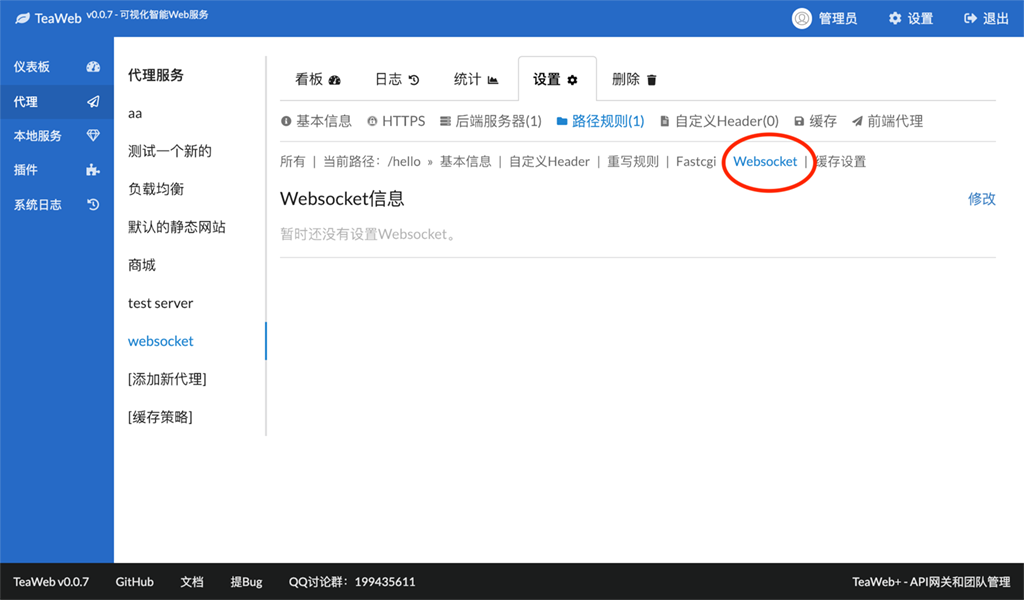 TeaWeb v0.0.7 - 可视化智能Web服务
管理员 设置 退出
仪表板
代理
本地服务
插件
系统日志
代理服务
aa
测试一个新的
负载均衡
默认的静态网站
商城
test server
websocket
[添加新代理]
[缓存策略]
看板 日志 统计 设置 删除
基本信息 HTTPS 后端服务器(1) 路径规则(1) 自定义Header(0) 缓存 前端代理
所有 | 当前路径：/hello » 基本信息 | 自定义Header | 重写规则 | Fastcgi Websocket | 缓存设置
Websocket信息 修改
暂时还没有设置Websocket。
TeaWeb v0.0.7 GitHub 文档 提Bug QQ讨论群：199435611 TeaWeb+ - API网关和团队管理